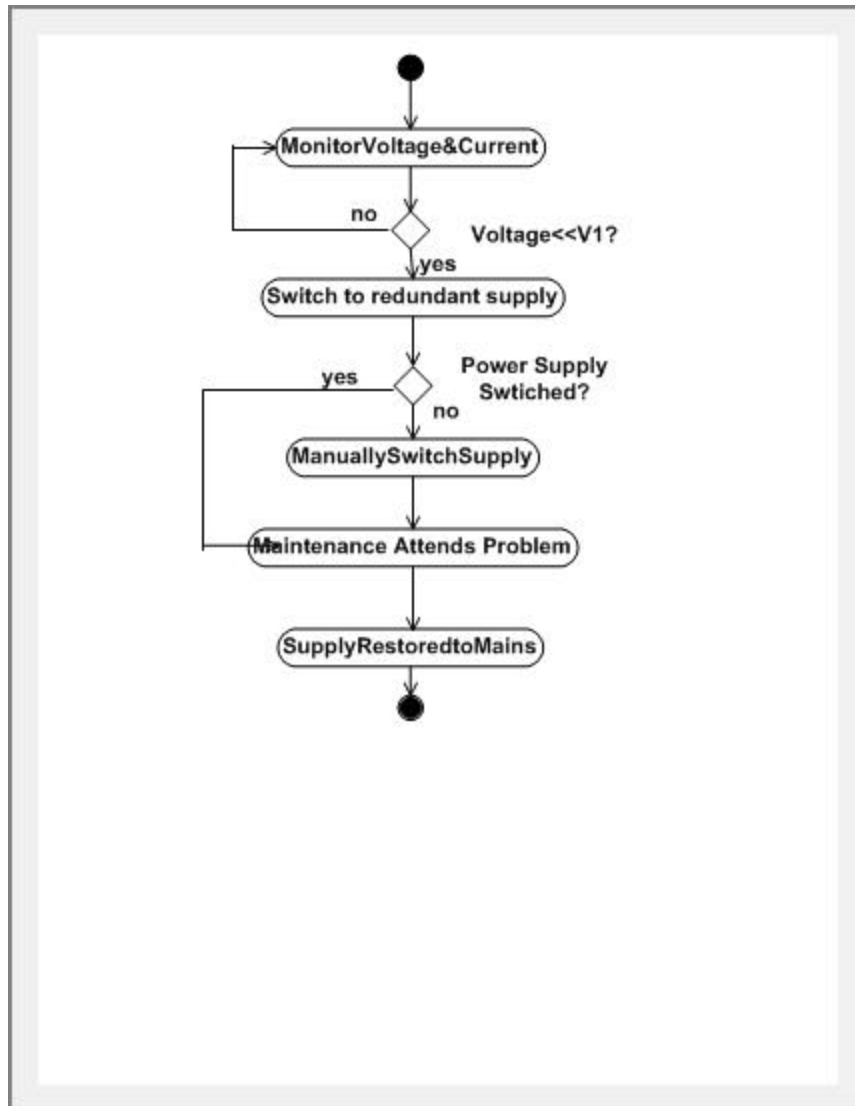 MonitorVoltage&Current
no
Voltage<<V1?
yes
Switch to redundant supply
Power Supply
Swtiched?
yes
no
ManuallySwitchSupply
Maintenance Attends Problem
SupplyRestoredtoMains